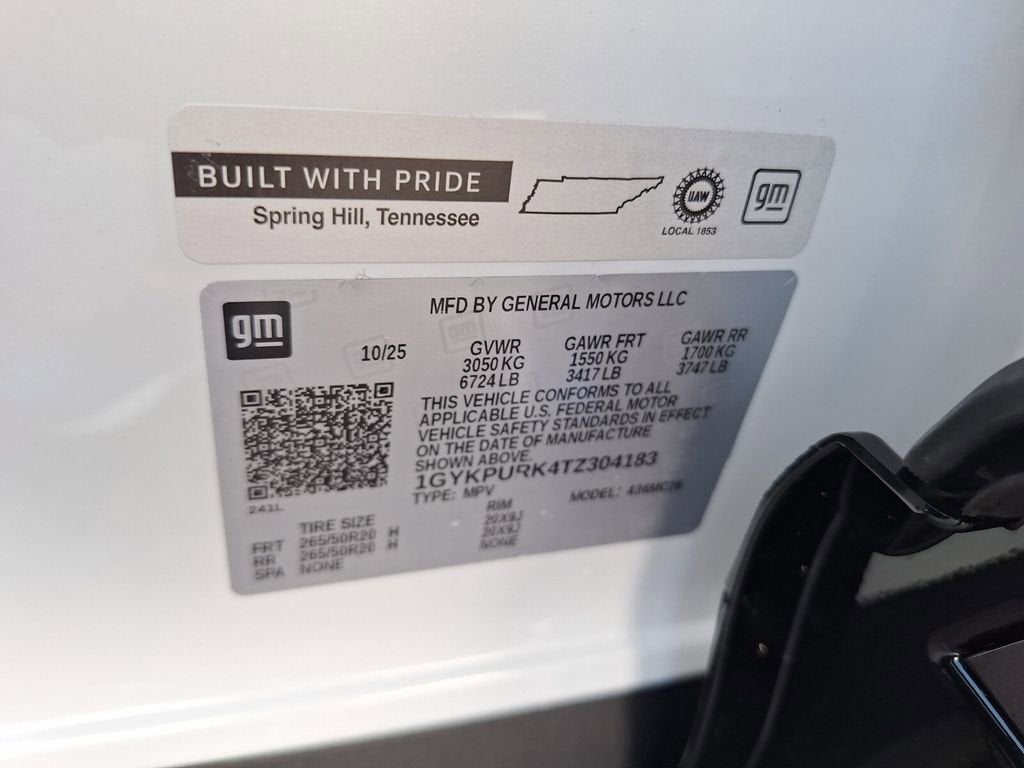 BUILT WITH PRIDE
Spring Hill, Tennessee
UAW
LOCAL 1853
gm
gm
MFD BY GENERAL MOTORS LLC
10/25 GVWR GAWR FRT GAWR RR
3050 KG 1550 KG 1700 KG
6724 LB 3417 LB 3747 LB
THIS VEHICLE CONFORMS TO ALL
APPLICABLE U.S. FEDERAL MOTOR
VEHICLE SAFETY STANDARDS IN EFFECT
ON THE DATE OF MANUFACTURE
SHOWN ABOVE.
1GYKPURK4TZ304183
TYPE: MPV MODEL: 436MC26
241L
TIRE SIZE RIM
FRT 265/50R20 H 20X9J
RR 265/50R20 H 20X9J
SPA NONE NONE